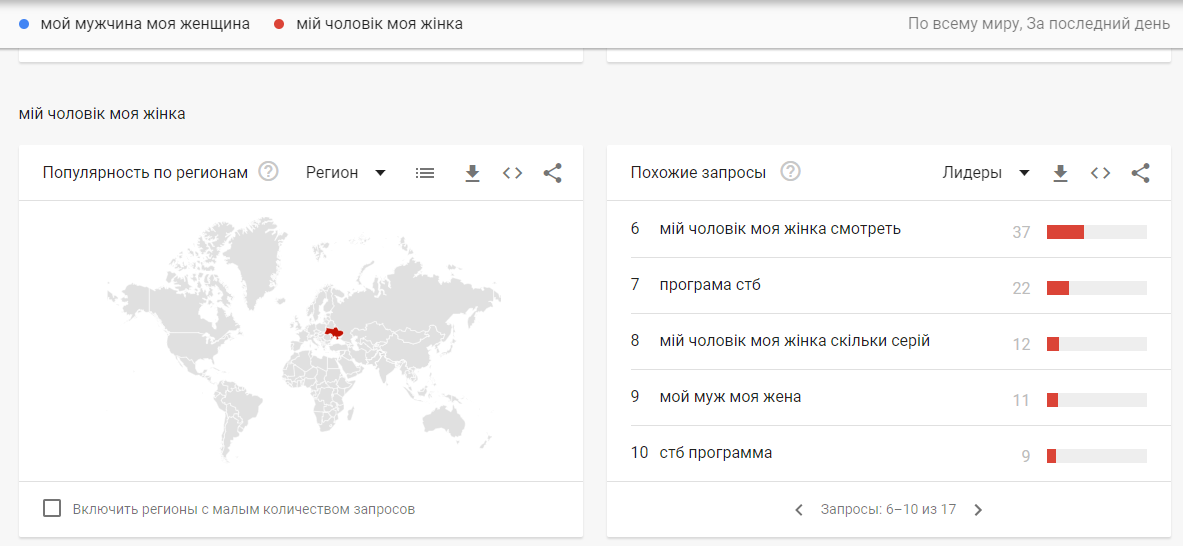 мой мужчина моя женщина
мій чоловік моя жінка
По всему миру, За последний день
мій чоловік моя жінка
Популярность по регионам
?
Регион
Включить регионы с малым количеством запросов
Похожие запросы
?
Лидеры
6 мій чоловік моя жінка смотреть 37
7 програма стб 22
8 мій чоловік моя жінка скільки серій 12
9 мой муж моя жена 11
10 стб программа 9
Запросы: 6–10 из 17